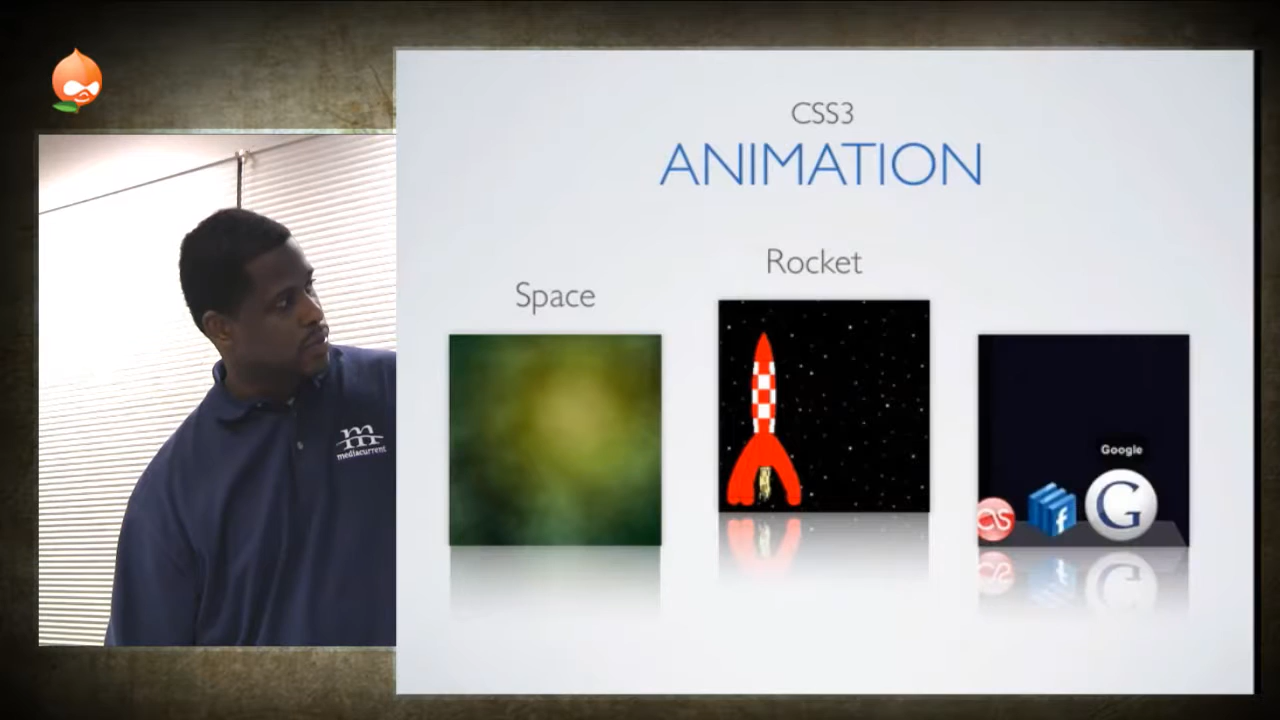 CSS3
ANIMATION
Rocket
Space
Google
G
f
m
mediacurrent